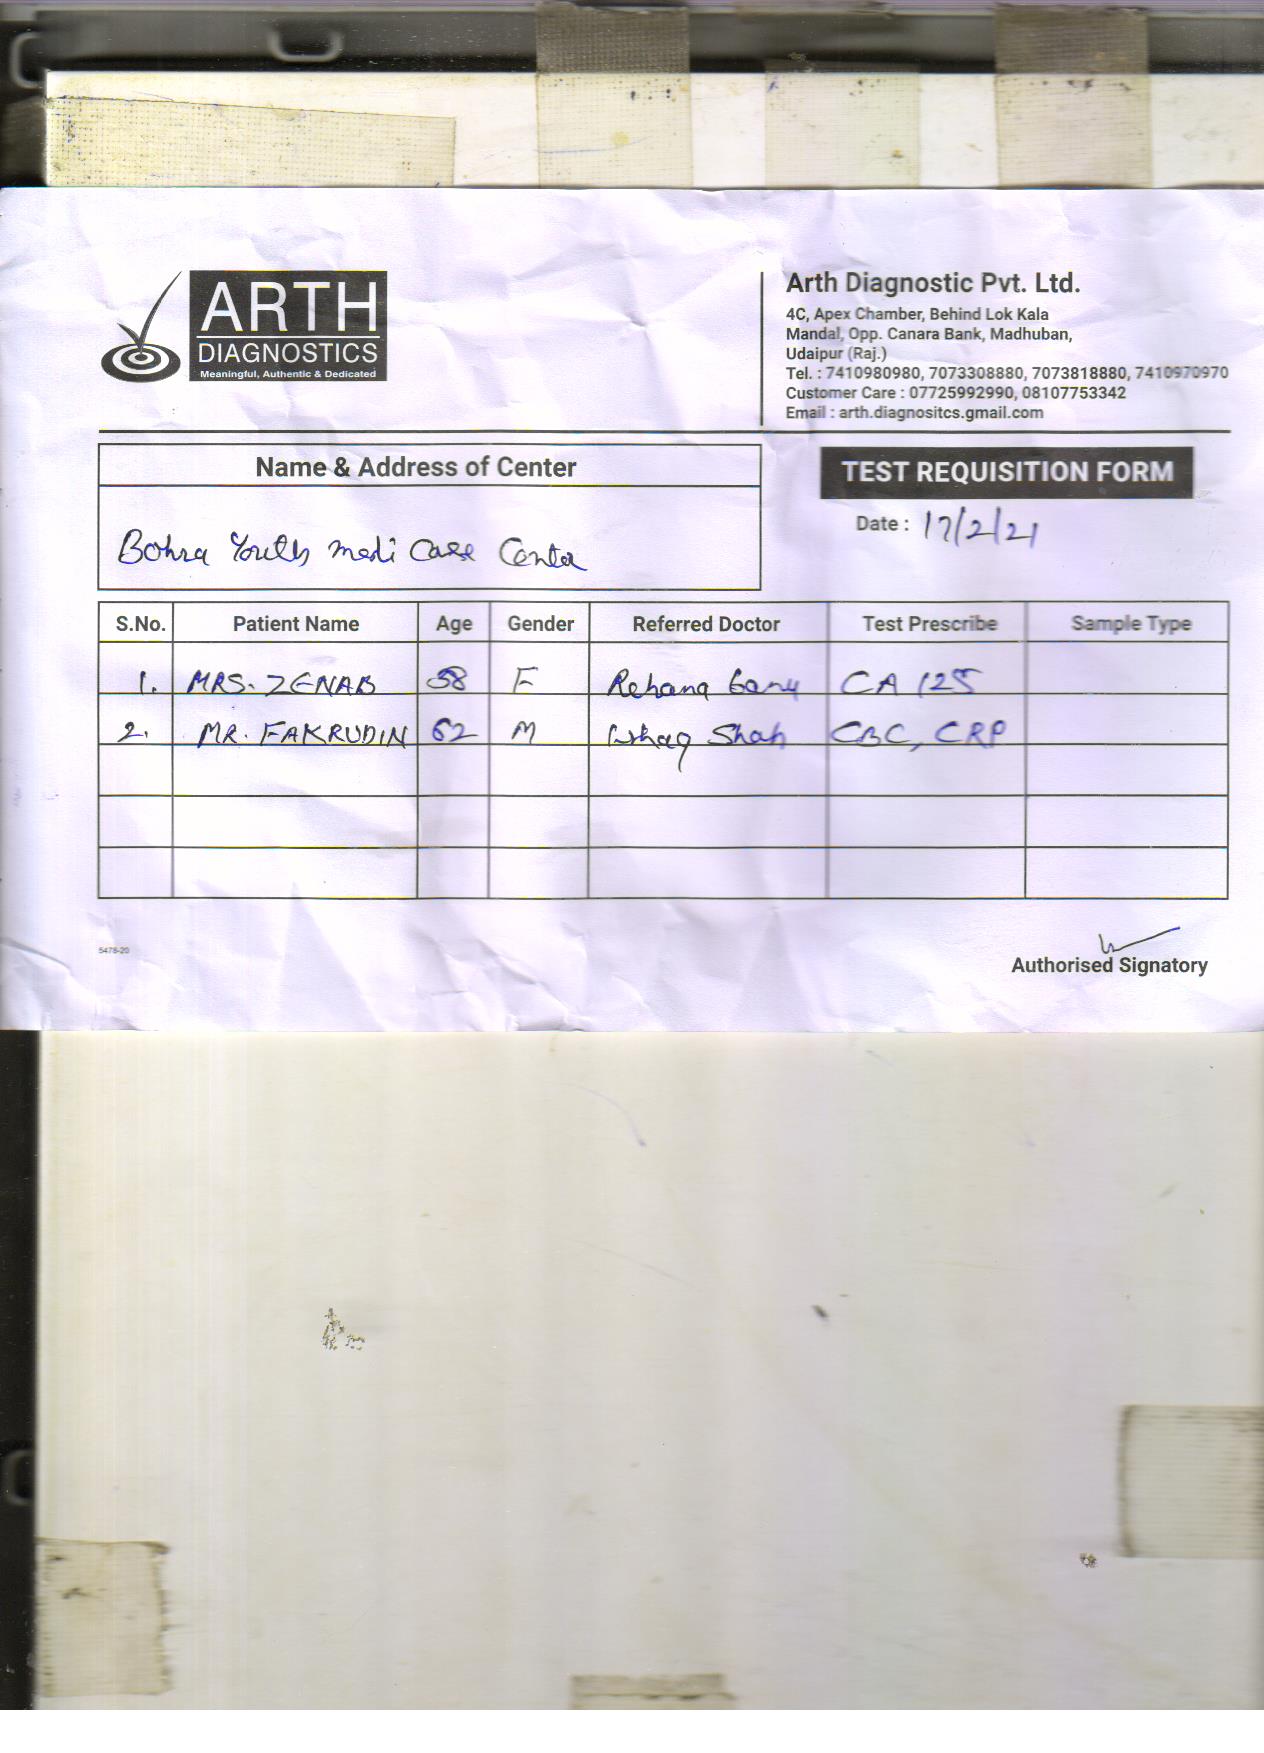 ARTH
DIAGNOSTICS
Meaningful, Authentic & Dedicated
Arth Diagnostic Pvt. Ltd.
4C, Apex Chamber, Behind Lok Kala
Mandal, Opp. Canara Bank, Madhuban,
Udaipur (Raj.)
Tel. : 7410980980, 7073308880, 7073818880, 7410970970
Customer Care : 07725992990, 08107753342
Email : arth.diagnositcs.gmail.com
Name & Address of Center
TEST REQUISITION FORM
Date : 17/2/21
Bohra Youth Medi Care Center
S.No. Patient Name Age Gender Referred Doctor Test Prescribe Sample Type
1. MRS. ZENAB 58 F Rehana CA 125
2. MR. FAKRUDIN 62 M Shah CBC, CRP
5478-20
Authorised Signatory